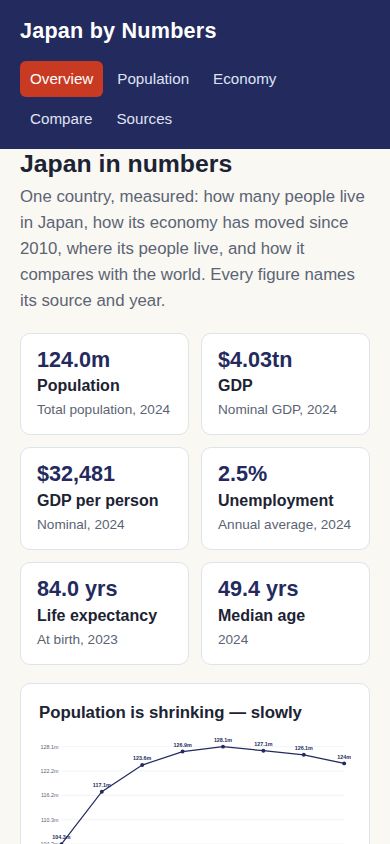 Japan by Numbers
Overview Population Economy
Compare Sources
Japan in numbers
One country, measured: how many people live
in Japan, how its economy has moved since
2010, where its people live, and how it
compares with the world. Every figure names
its source and year.
124.0m
Population
Total population, 2024
$4.03tn
GDP
Nominal GDP, 2024
$32,481
GDP per person
Nominal, 2024
2.5%
Unemployment
Annual average, 2024
84.0 yrs
Life expectancy
At birth, 2023
49.4 yrs
Median age
2024
Population is shrinking — slowly
128.1m
122.2m
116.2m
110.3m
104.3m
117.1m
123.6m
126.9m
128.1m
127.1m
126.1m
124m